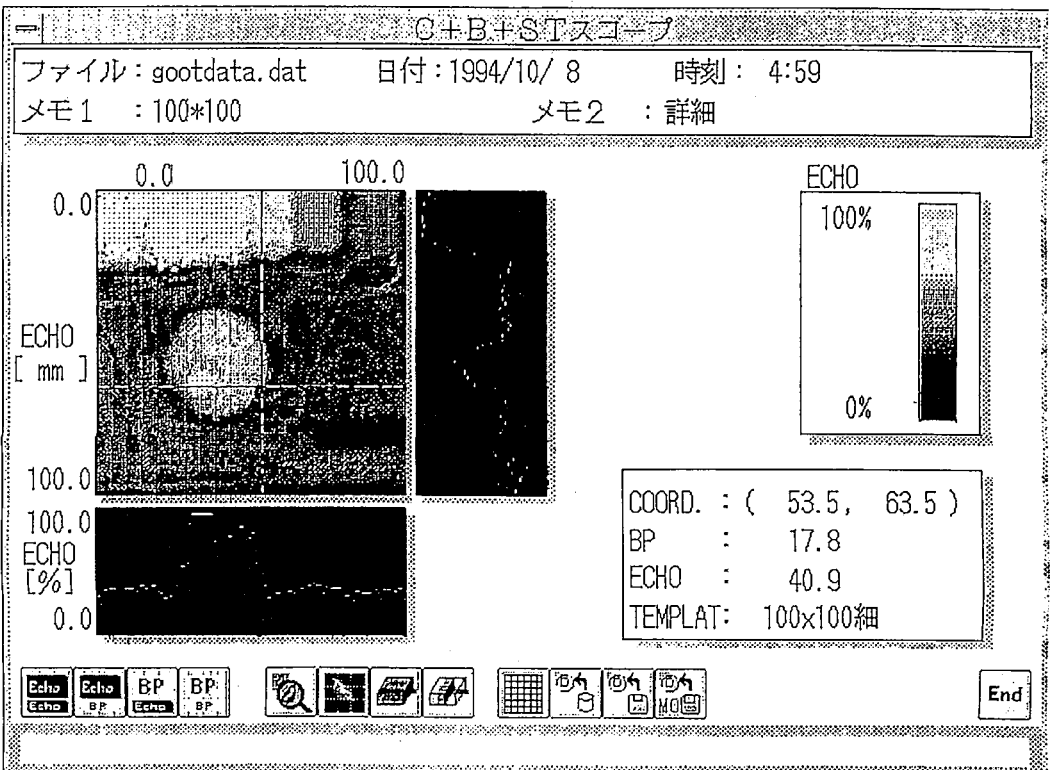 C+B+STスコープ
ファイル：gootdata.dat 日付：1994/10/ 8 時刻： 4:59
メモ1 ：100*100 メモ2 ：詳細
0.0 100.0
0.0
ECHO
[ mm ]
100.0
ECHO
100%
0%
100.0
ECHO
[%]
0.0
COORD. : ( 53.5, 63.5 )
BP : 17.8
ECHO : 40.9
TEMPLAT: 100x100細
Echo Echo BP BP
Echo BP Echo BP
MO
End